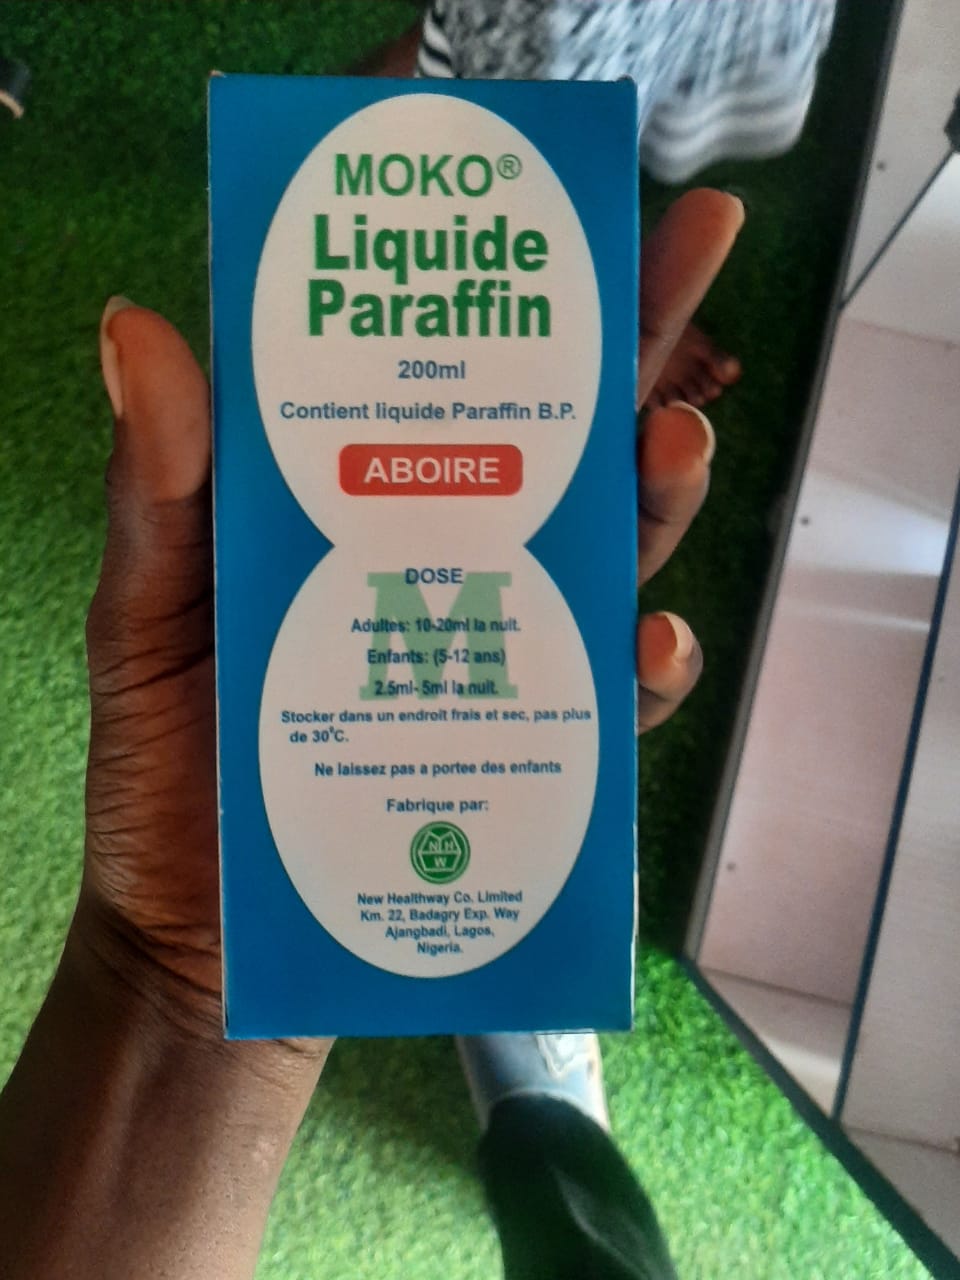 MOKO®
Liquide
Paraffin
200ml
Contient liquide Paraffin B.P.
ABOIRE
M
DOSE
Adultes: 10-20ml la nuit.
Enfants: (5-12 ans)
2.5ml- 5ml la nuit.
Stocker dans un endroit frais et sec, pas plus
de 30°C.
Ne laissez pas a portee des enfants
Fabrique par:
NHW
New Healthway Co. Limited
Km. 22, Badagry Exp. Way
Ajangbadi, Lagos,
Nigeria.